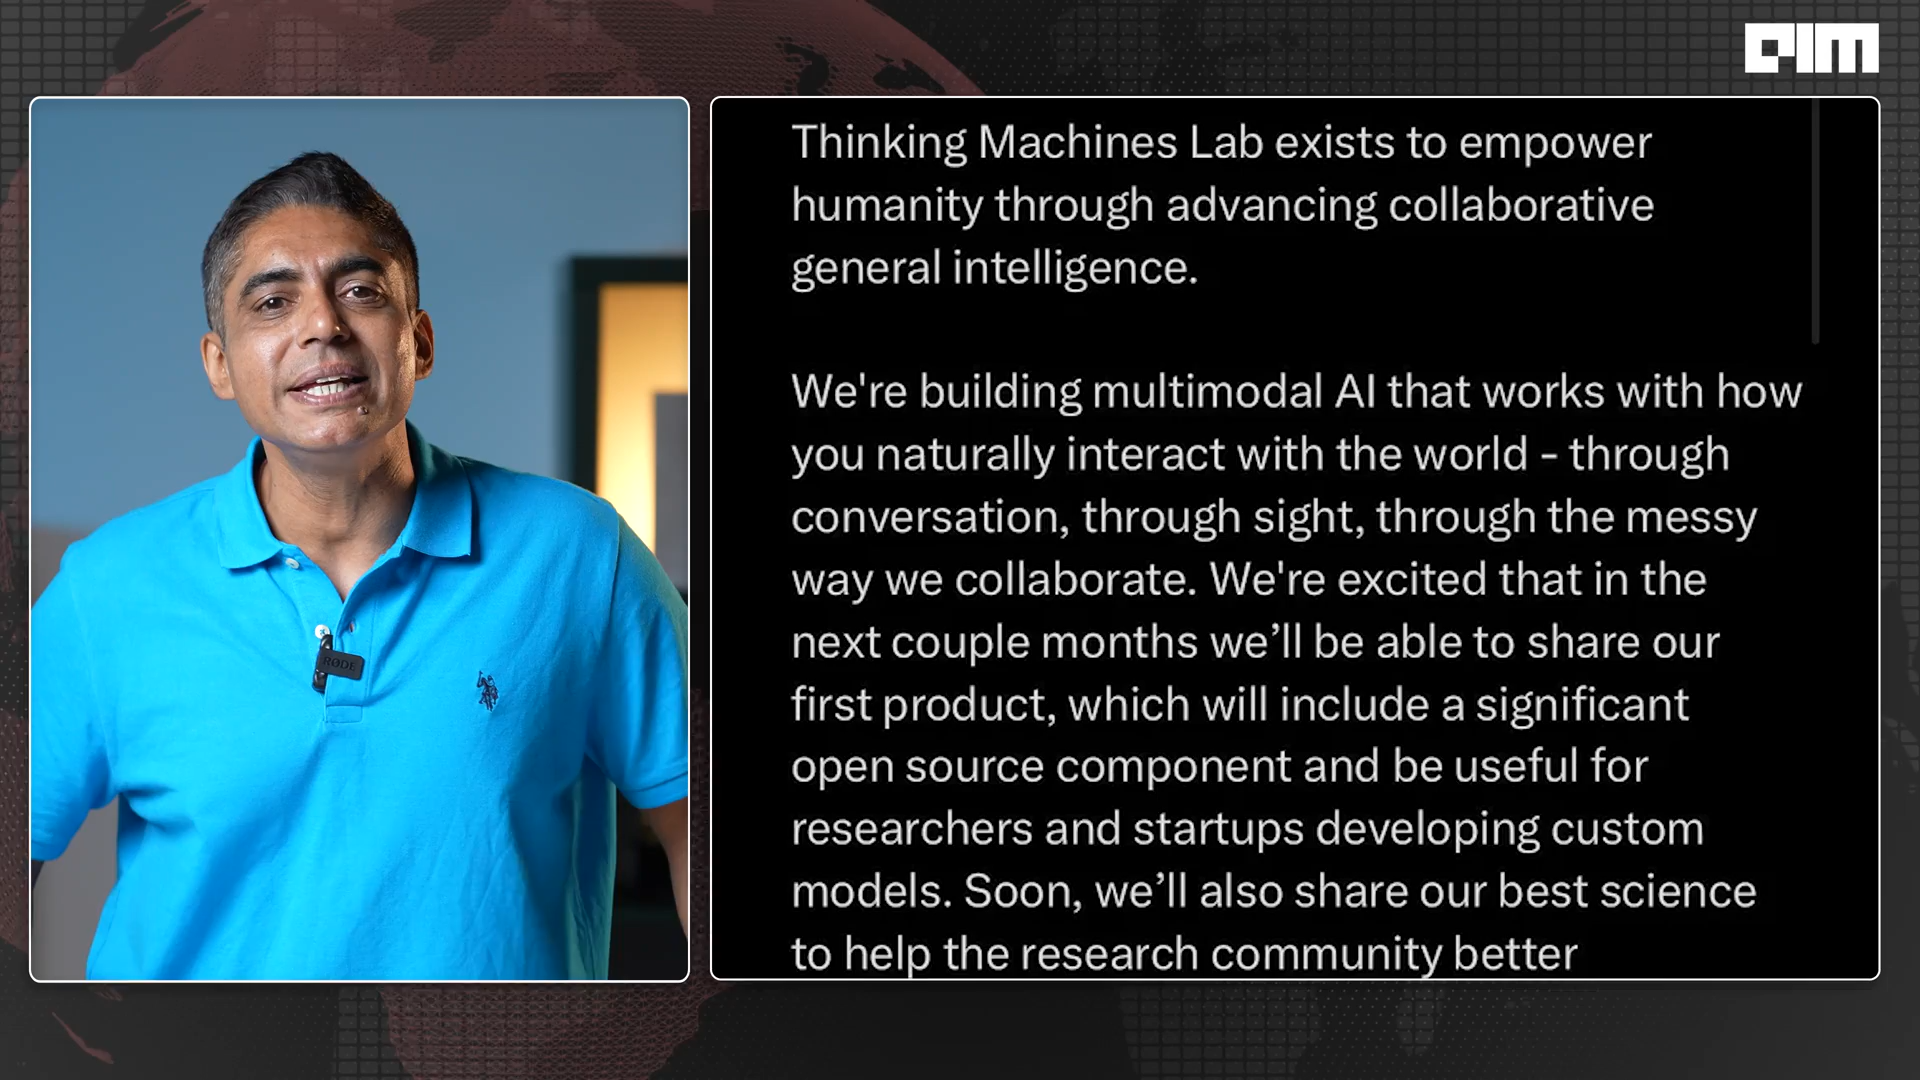 AIM
Thinking Machines Lab exists to empower
humanity through advancing collaborative
general intelligence.
We're building multimodal AI that works with how
you naturally interact with the world - through
conversation, through sight, through the messy
way we collaborate. We're excited that in the
next couple months we’ll be able to share our
first product, which will include a significant
open source component and be useful for
researchers and startups developing custom
models. Soon, we’ll also share our best science
to help the research community better
RODE